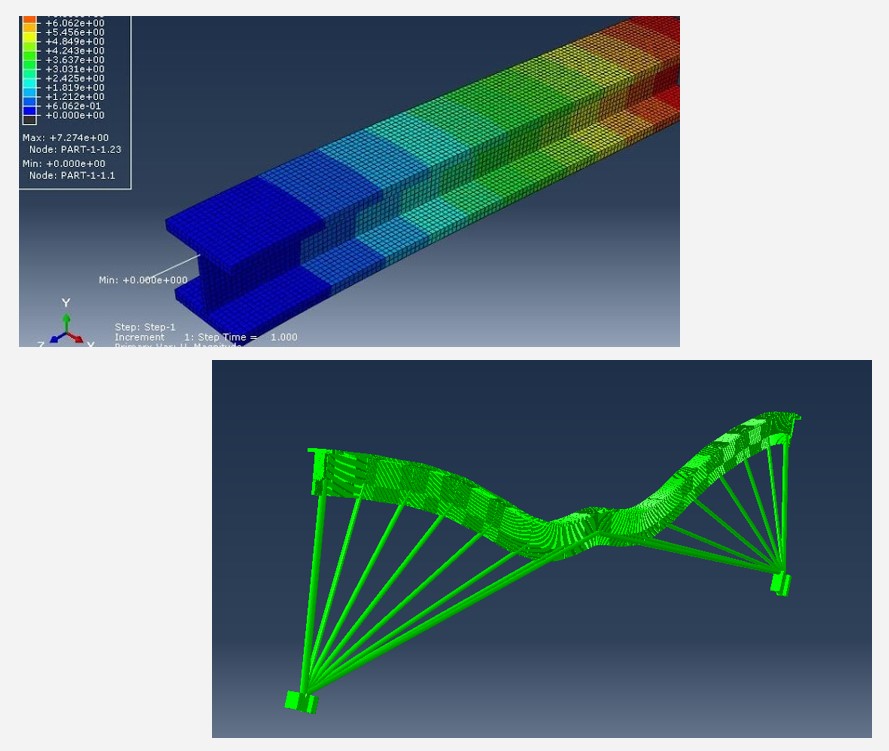 +6.062e+00
+5.456e+00
+4.849e+00
+4.243e+00
+3.637e+00
+3.031e+00
+2.425e+00
+1.819e+00
+1.212e+00
+6.062e-01
+0.000e+00
Max: +7.274e+00
Node: PART-1-1.23
Min: +0.000e+00
Node: PART-1-1.1
Min: +0.000e+000
Y
Z X
Step: Step-1
Increment 1: Step Time = 1.000
Primary Var: U, Magnitude